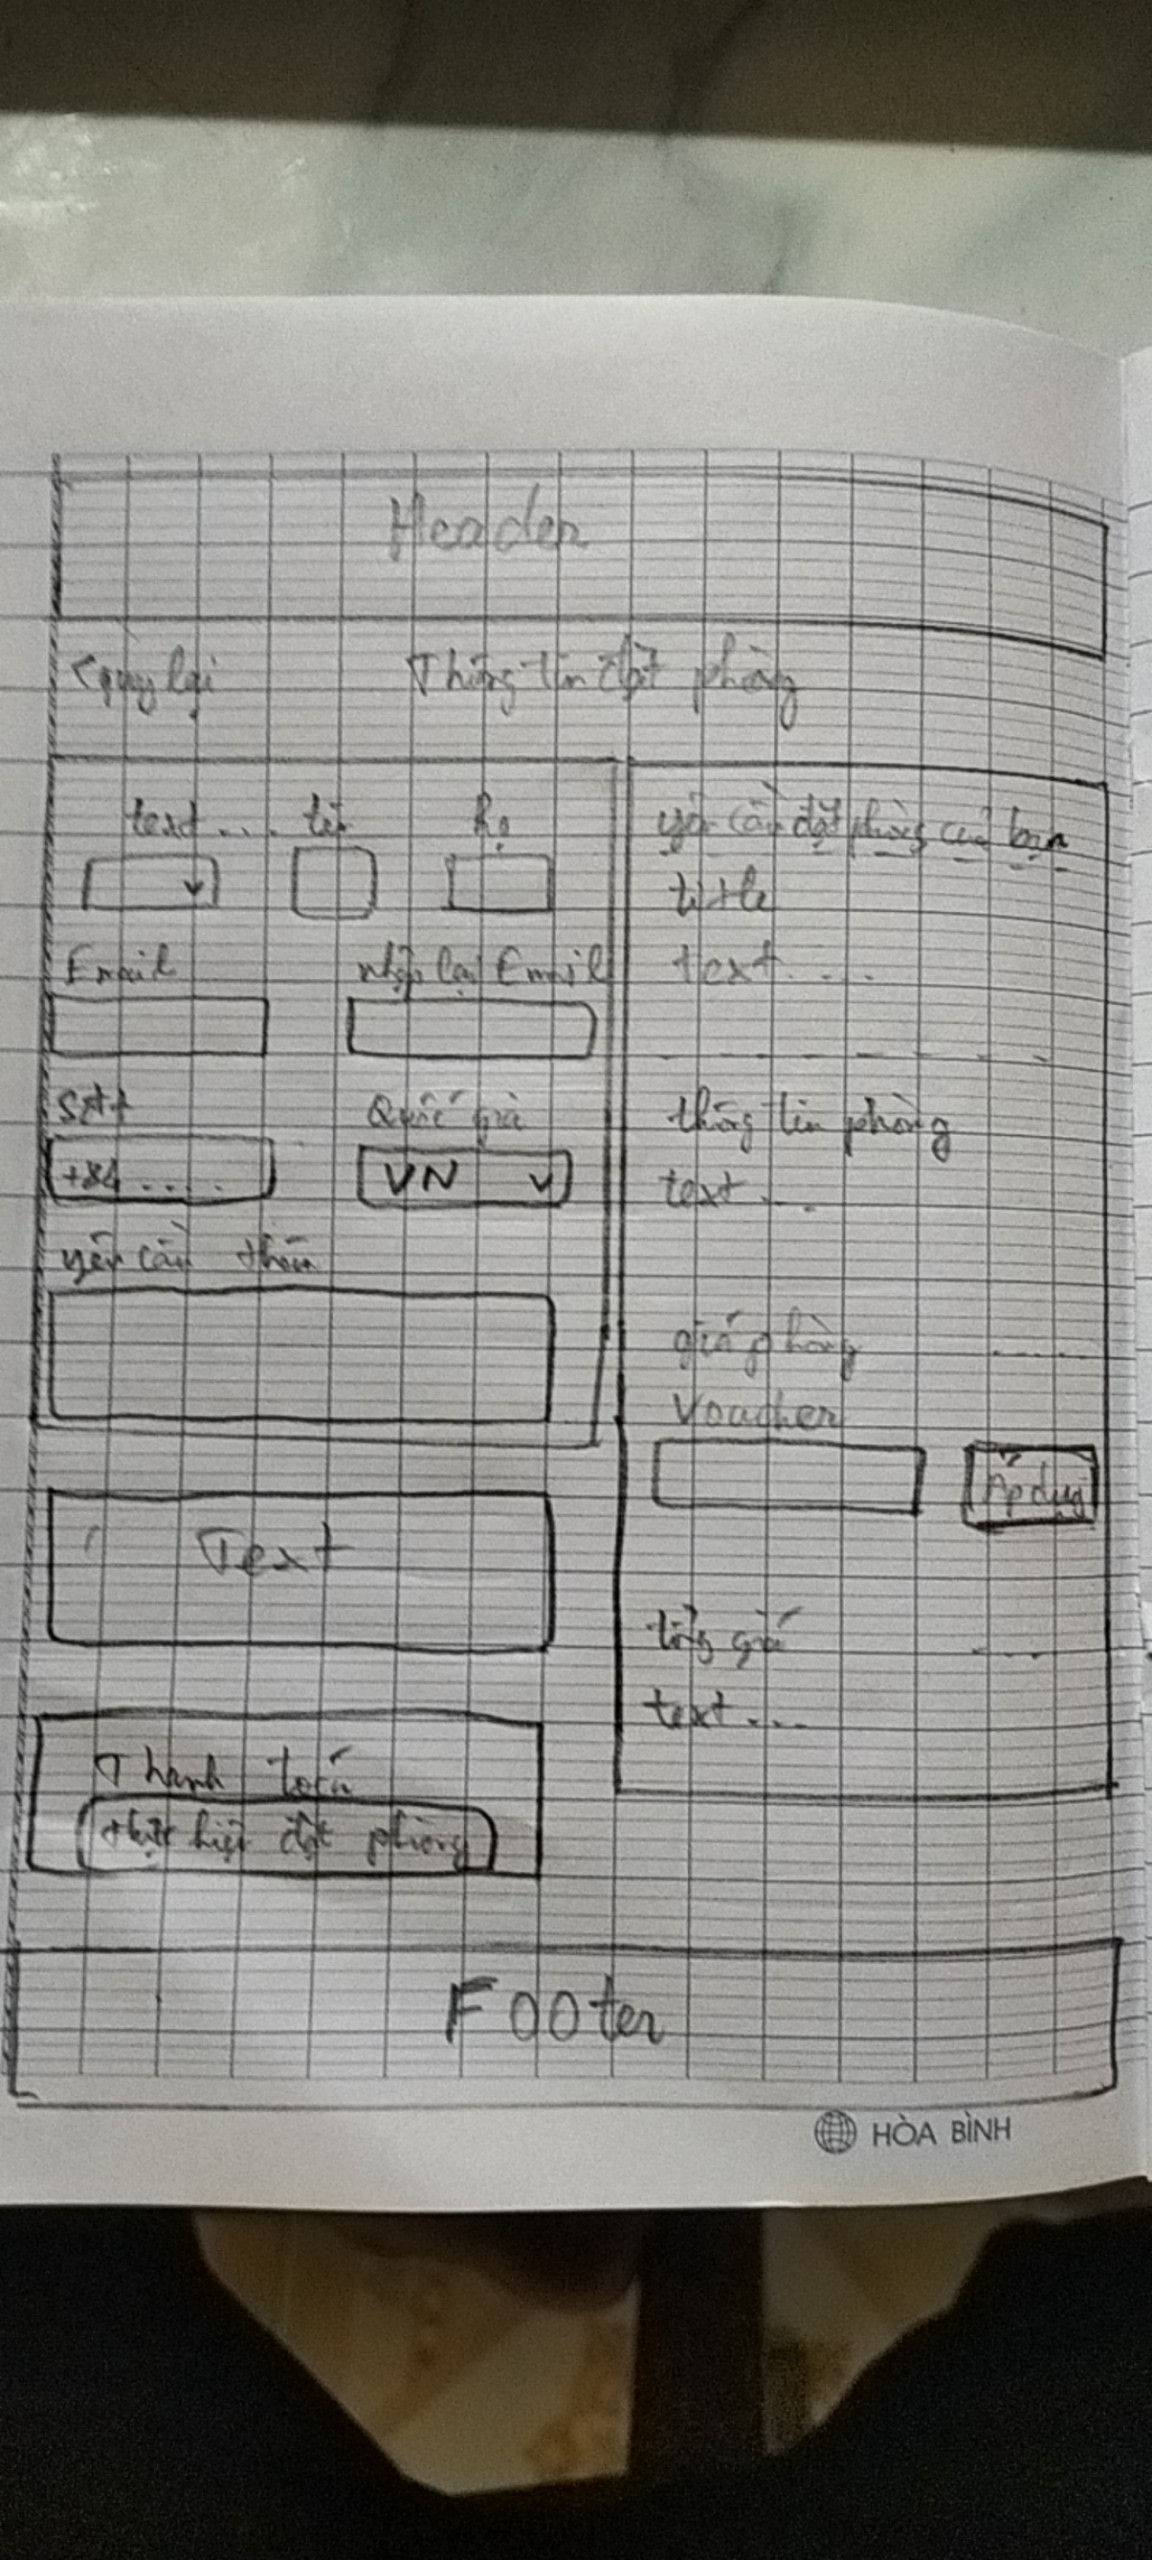 Header
<quay lại
Thông tin đặt phòng
text.... tên Họ
Email nhập lại Email
SĐT Quốc gia
+84.... VN
yêu cầu thêm
Text
Thanh toán
thực hiện đặt phòng
yêu cầu đặt phòng của bạn
title
text....
thông tin phòng
text...
giá phòng .....
Voucher
Áp dụng
tổng giá ....
text...
Footer
HÒA BÌNH